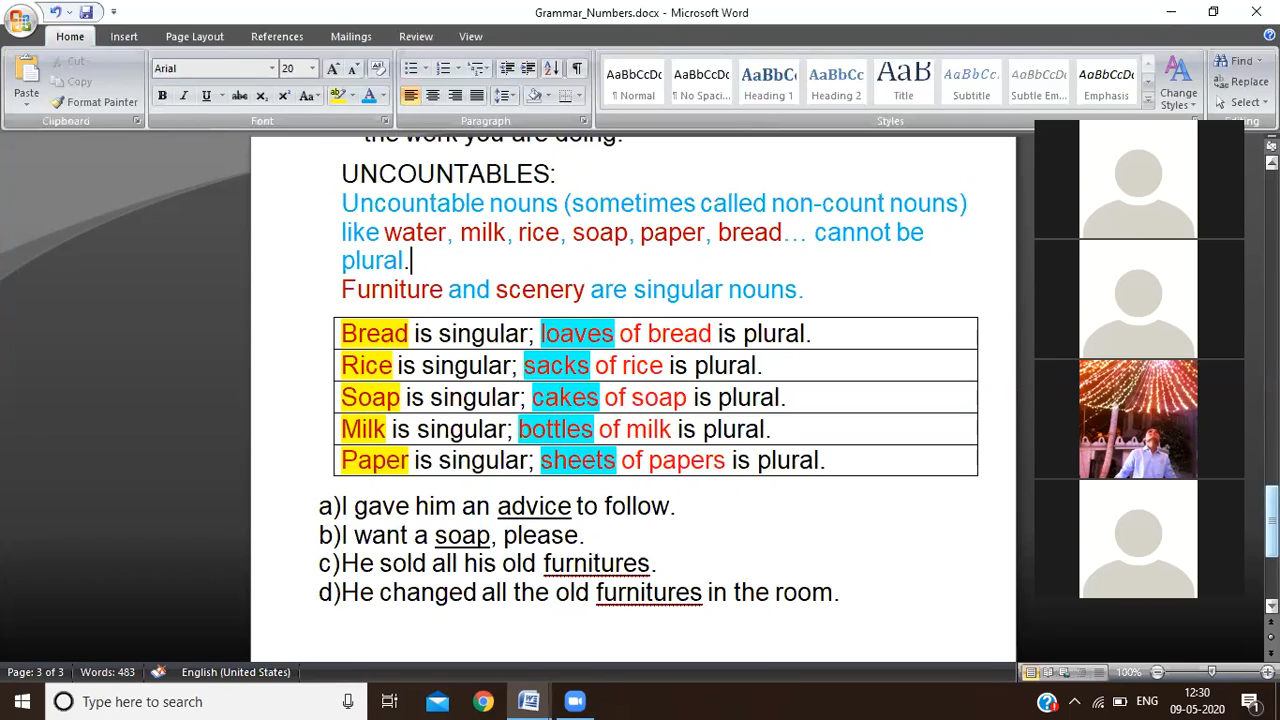 Grammar_Numbers.docx - Microsoft Word
Home Insert Page Layout References Mailings Review View
Paste
Cut
Copy
Format Painter
Clipboard
Arial 20
Font
Paragraph
AaBbCcDc AaBbCcDc AaBbCc AaBbCc AaB AaBbCc. AaBbCcDc AaBbCcDc
¶ Normal ¶ No Spaci... Heading 1 Heading 2 Title Subtitle Subtle Em... Emphasis
Change Styles
Styles
Find
Replace
Select
Editing
the work you are doing.
UNCOUNTABLES:
Uncountable nouns (sometimes called non-count nouns)
like water, milk, rice, soap, paper, bread… cannot be
plural.
Furniture and scenery are singular nouns.
Bread is singular; loaves of bread is plural.
Rice is singular; sacks of rice is plural.
Soap is singular; cakes of soap is plural.
Milk is singular; bottles of milk is plural.
Paper is singular; sheets of papers is plural.
a)I gave him an advice to follow.
b)I want a soap, please.
c)He sold all his old furnitures.
d)He changed all the old furnitures in the room.
Page: 3 of 3 Words: 483 English (United States) 100%
Type here to search
ENG
12:30
09-05-2020